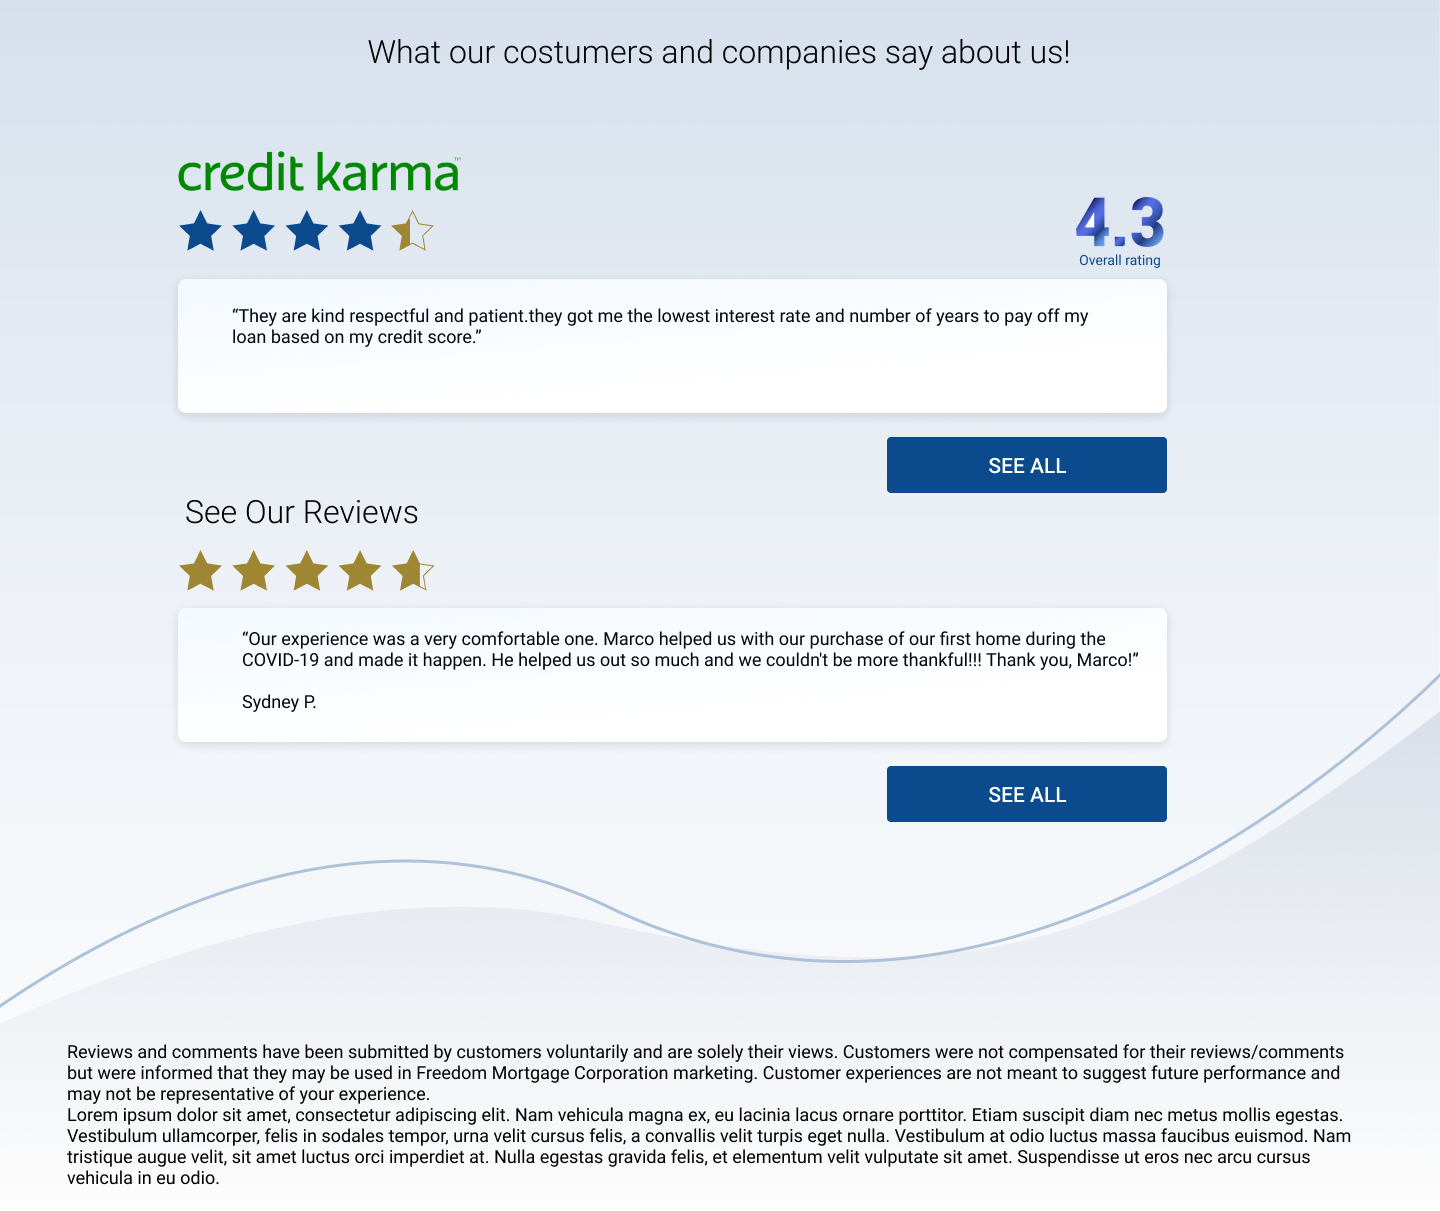 What our costumers and companies say about us!
credit karma™
4.3
Overall rating
“They are kind respectful and patient.they got me the lowest interest rate and number of years to pay off my
loan based on my credit score.”
SEE ALL
See Our Reviews
“Our experience was a very comfortable one. Marco helped us with our purchase of our first home during the
COVID-19 and made it happen. He helped us out so much and we couldn't be more thankful!!! Thank you, Marco!”
Sydney P.
SEE ALL
Reviews and comments have been submitted by customers voluntarily and are solely their views. Customers were not compensated for their reviews/comments
but were informed that they may be used in Freedom Mortgage Corporation marketing. Customer experiences are not meant to suggest future performance and
may not be representative of your experience.
Lorem ipsum dolor sit amet, consectetur adipiscing elit. Nam vehicula magna ex, eu lacinia lacus ornare porttitor. Etiam suscipit diam nec metus mollis egestas.
Vestibulum ullamcorper, felis in sodales tempor, urna velit cursus felis, a convallis velit turpis eget nulla. Vestibulum at odio luctus massa faucibus euismod. Nam
tristique augue velit, sit amet luctus orci imperdiet at. Nulla egestas gravida felis, et elementum velit vulputate sit amet. Suspendisse ut eros nec arcu cursus
vehicula in eu odio.